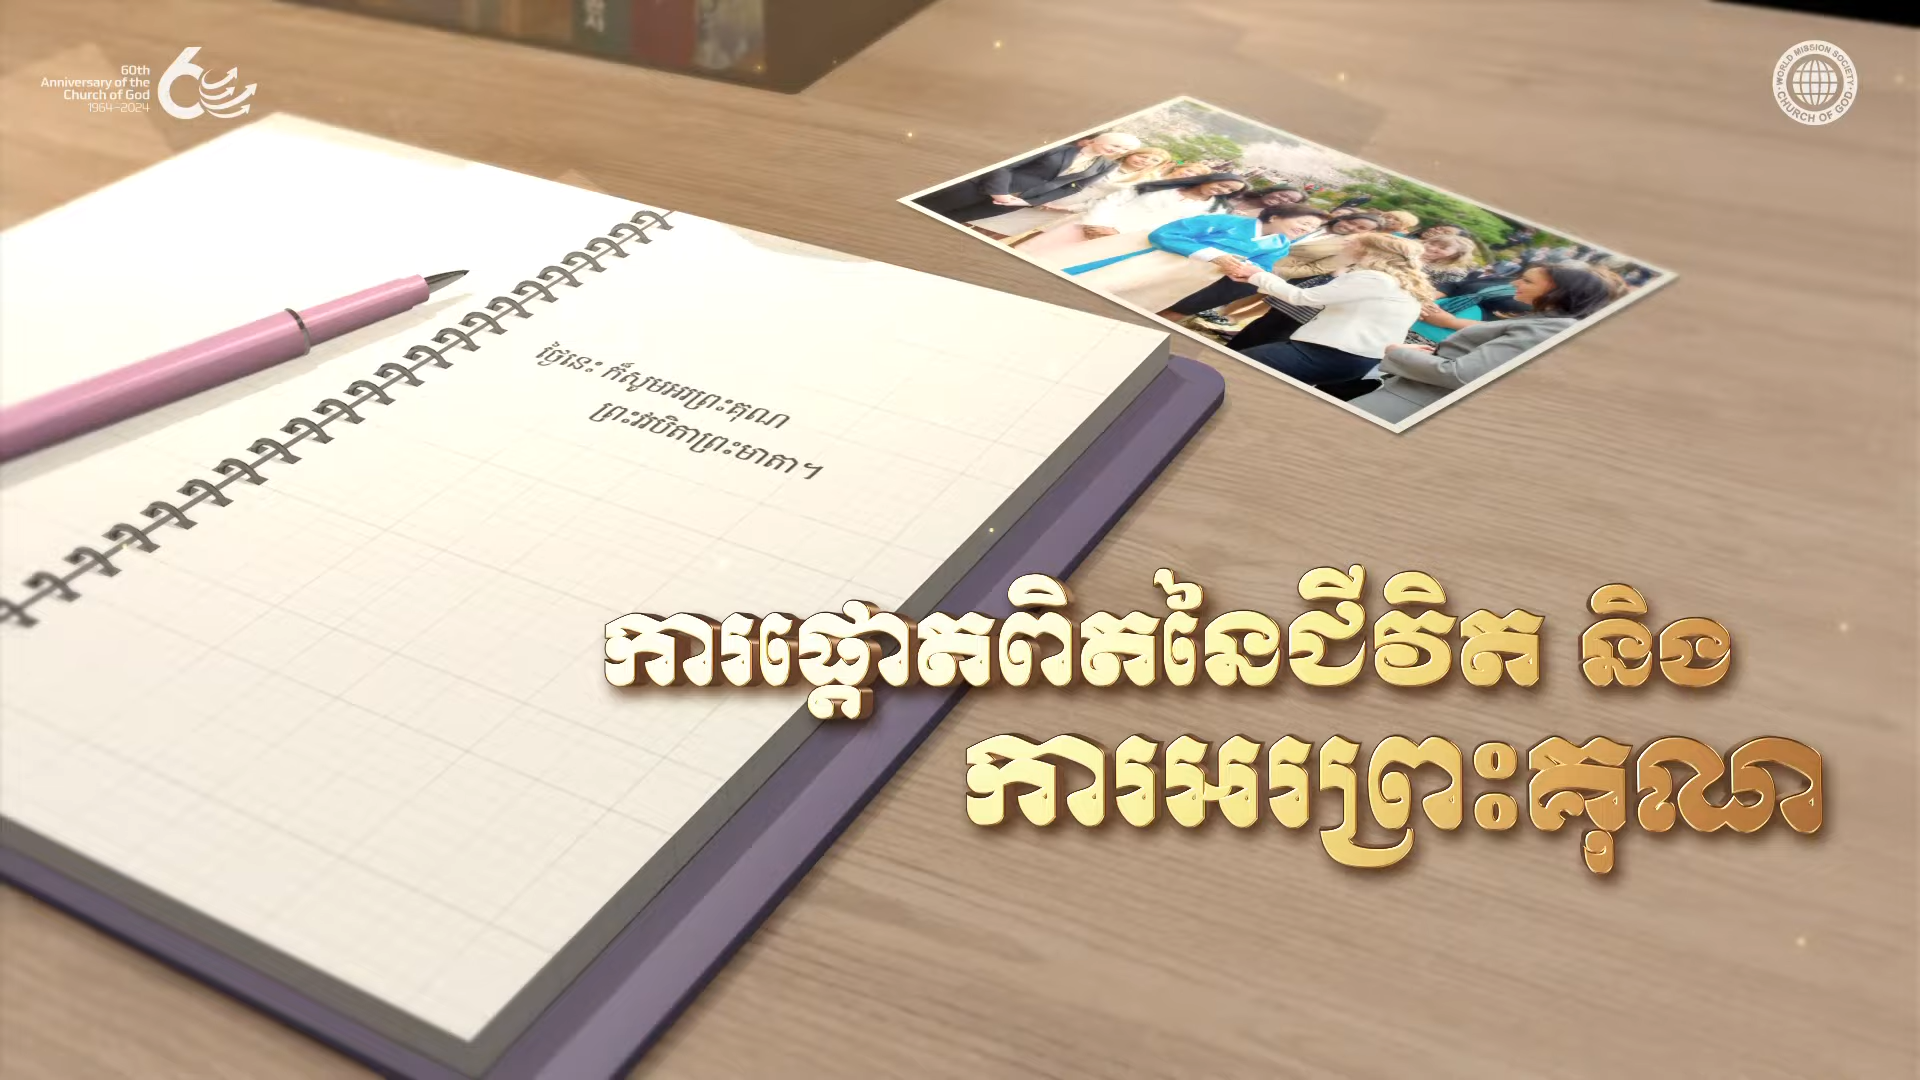 60th
Anniversary of the
Church of God
1964–2024
60
WORLD MISSION SOCIETY
CHURCH OF GOD
ថ្ងៃនេះ ក៏សូមអរព្រះគុណ
ព្រះវរបិតាព្រះមាតា។
ការផ្ដោតពិតនៃជីវិត និង
ការអរព្រះគុណ